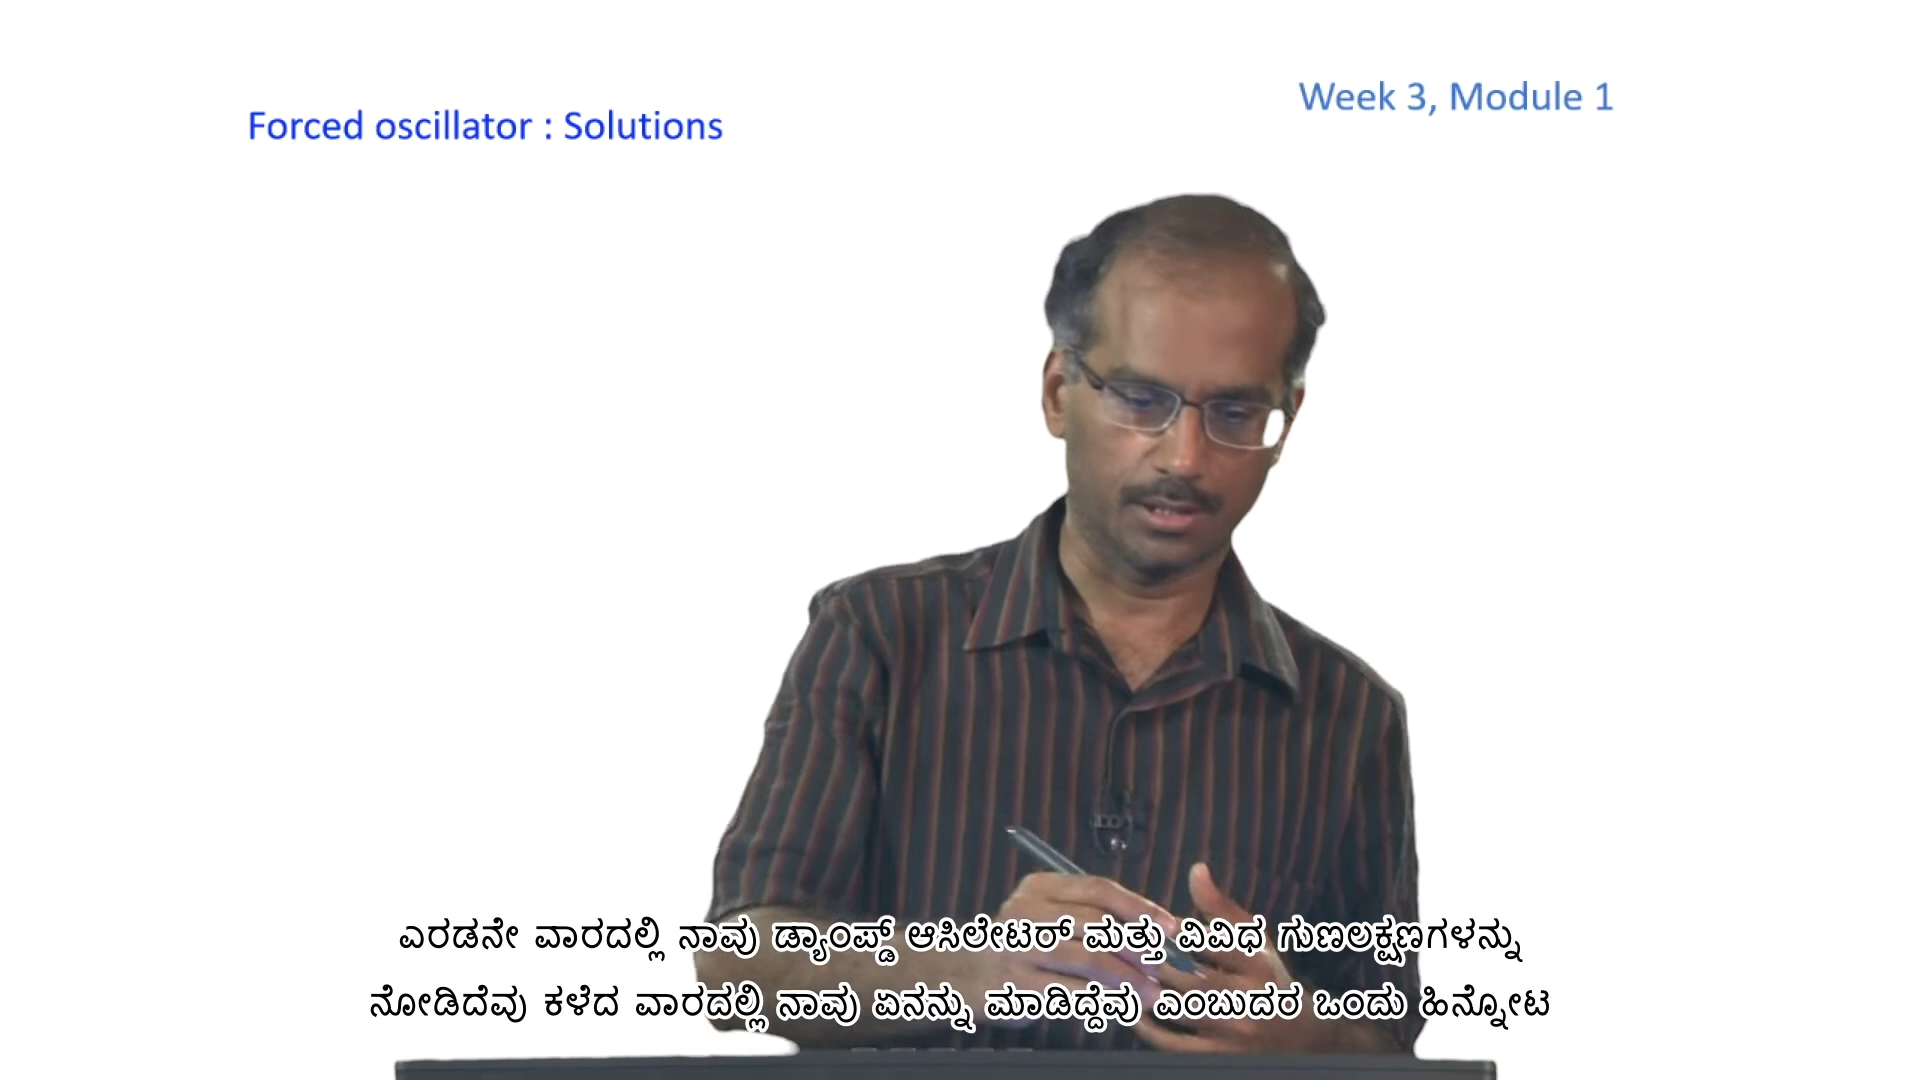 Week 3, Module 1
Forced oscillator : Solutions
ಎರಡನೇ ವಾರದಲ್ಲಿ ನಾವು ಡ್ಯಾಂಪ್ಡ್ ಆಸಿಲೇಟರ್ ಮತ್ತು ವಿವಿಧ ಗುಣಲಕ್ಷಣಗಳನ್ನು
ನೋಡಿದೆವು ಕಳೆದ ವಾರದಲ್ಲಿ ನಾವು ಏನನ್ನು ಮಾಡಿದ್ದೆವು ಎಂಬುದರ ಒಂದು ಹಿನ್ನೋಟ